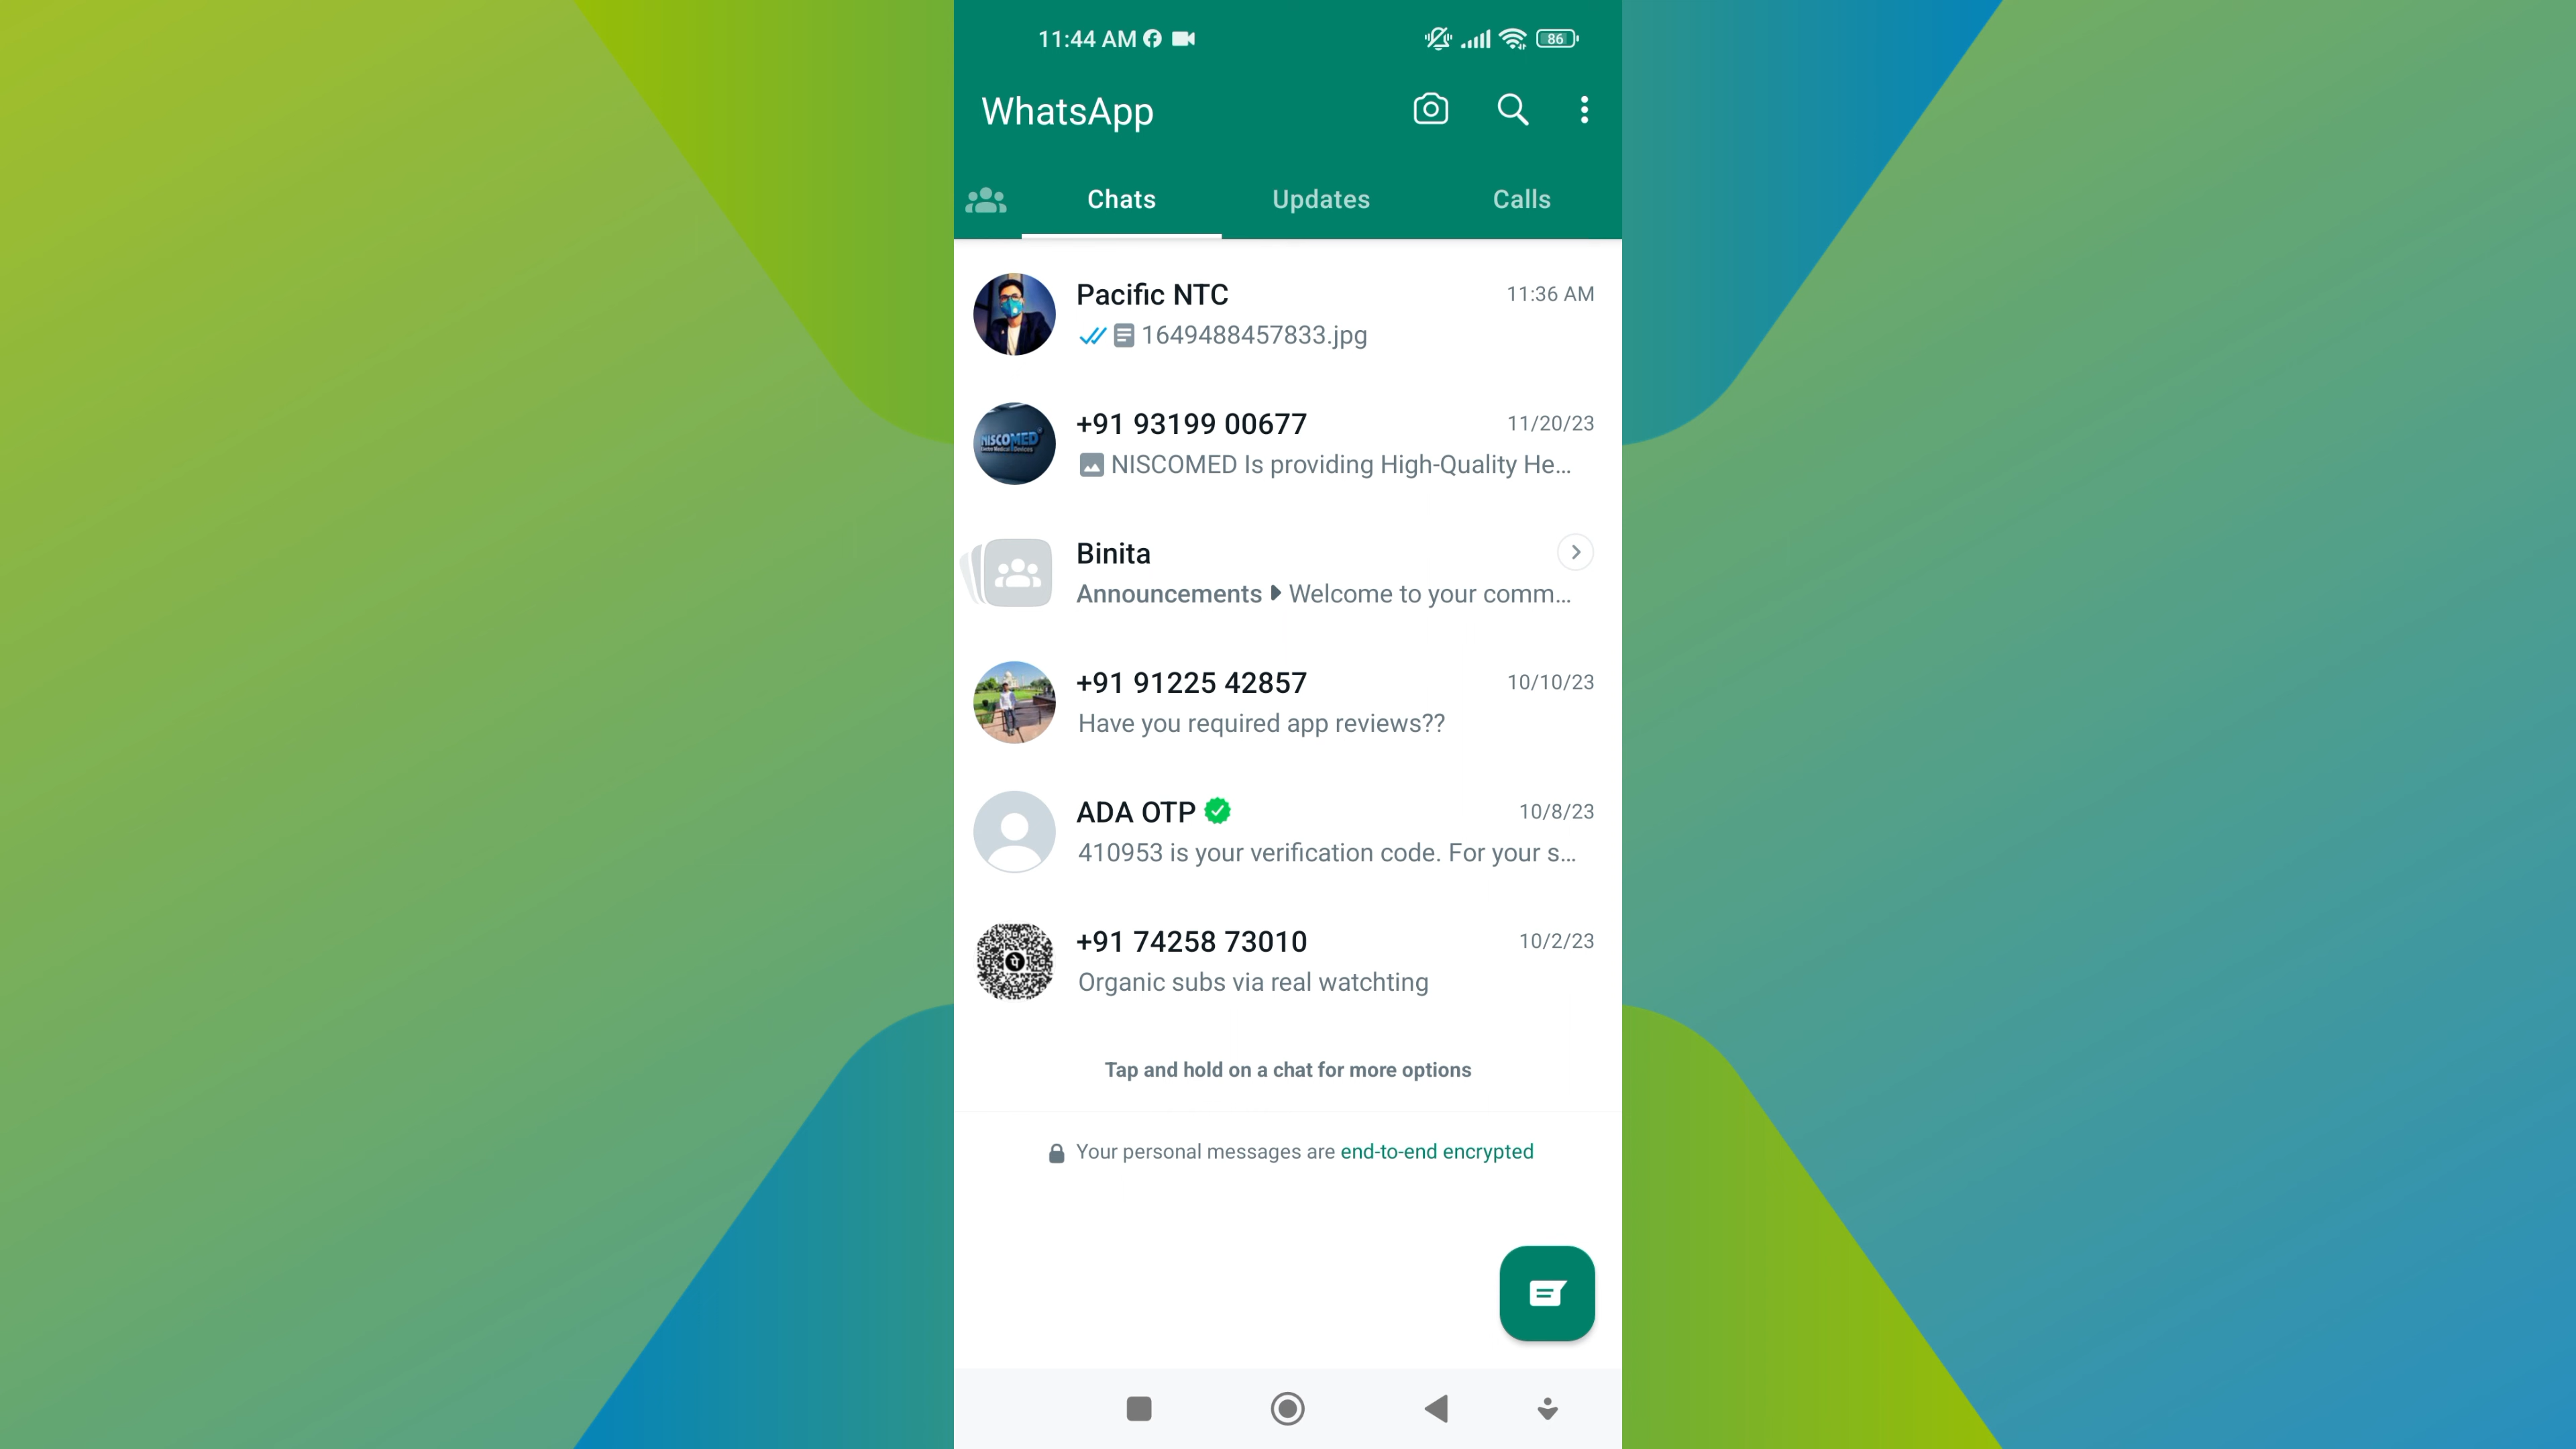 11:44 AM
86
WhatsApp
Chats Updates Calls
Pacific NTC 11:36 AM
1649488457833.jpg
NISCOMED
+91 93199 00677 11/20/23
NISCOMED Is providing High-Quality He...
Binita
Announcements Welcome to your comm...
+91 91225 42857 10/10/23
Have you required app reviews??
ADA OTP 10/8/23
410953 is your verification code. For your s...
+91 74258 73010 10/2/23
Organic subs via real watchting
Tap and hold on a chat for more options
Your personal messages are end-to-end encrypted